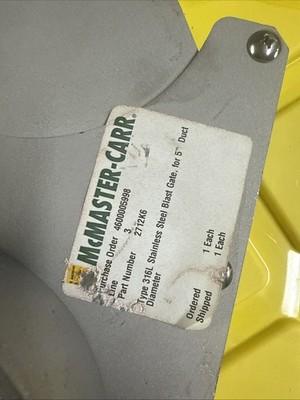 McMASTER-CARR®
Purchase Order 4600005998
Line 3
Part Number 2712K6
Type 316L Stainless Steel Blast Gate, for 5" Duct
Diameter
Ordered 1 Each
Shipped 1 Each